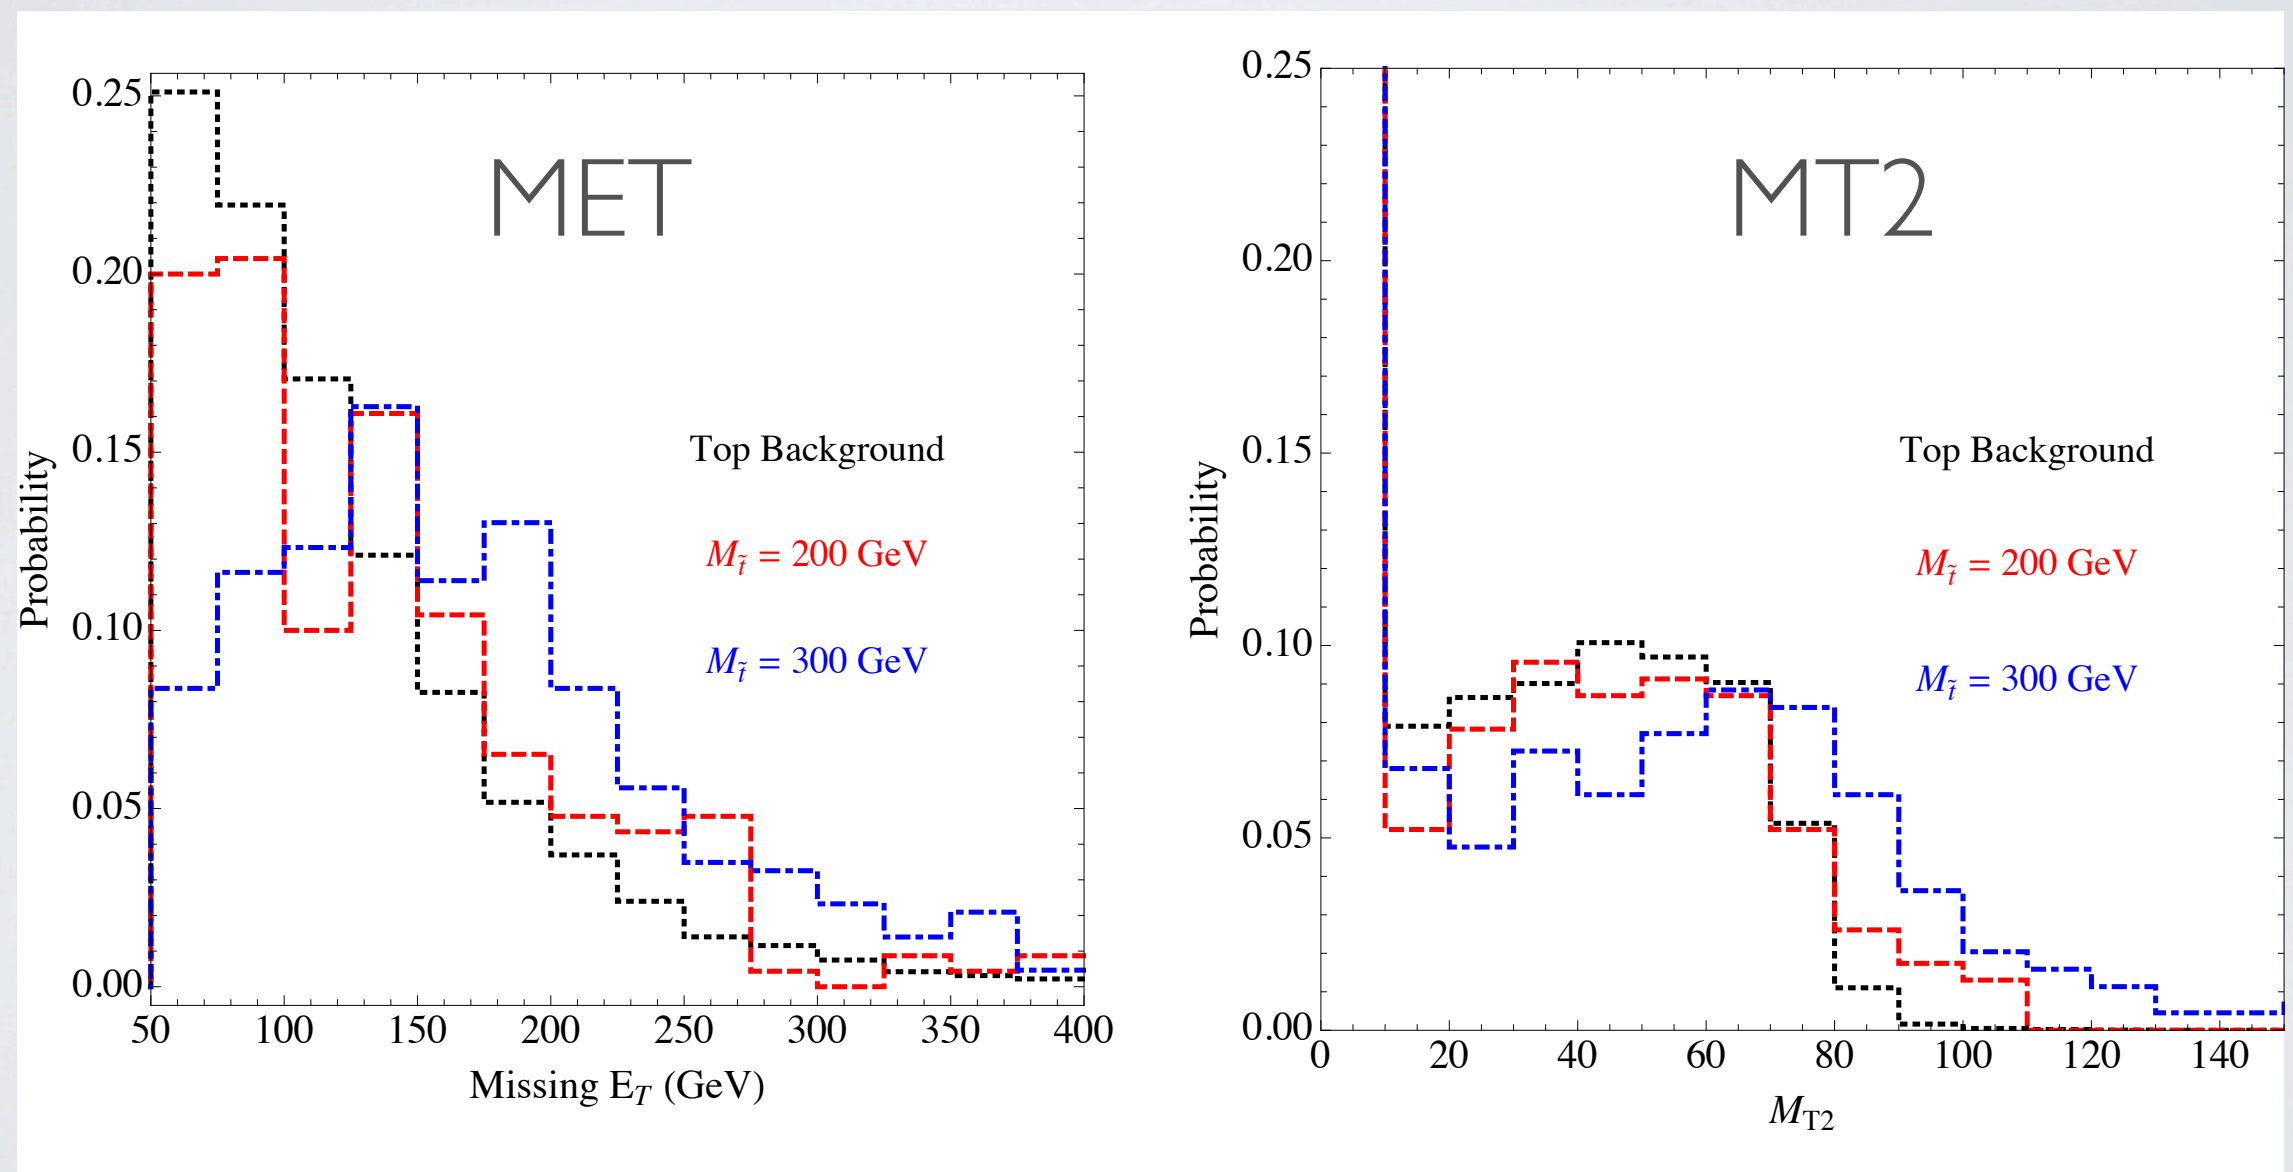 MET
0.25
0.20
0.15
0.10
0.05
0.00
Probability
Top Background
M_t̃ = 200 GeV
M_t̃ = 300 GeV
50 100 150 200 250 300 350 400
Missing E_T (GeV)
MT2
0.25
0.20
0.15
0.10
0.05
0.00
Probability
Top Background
M_t̃ = 200 GeV
M_t̃ = 300 GeV
0 20 40 60 80 100 120 140
M_T2